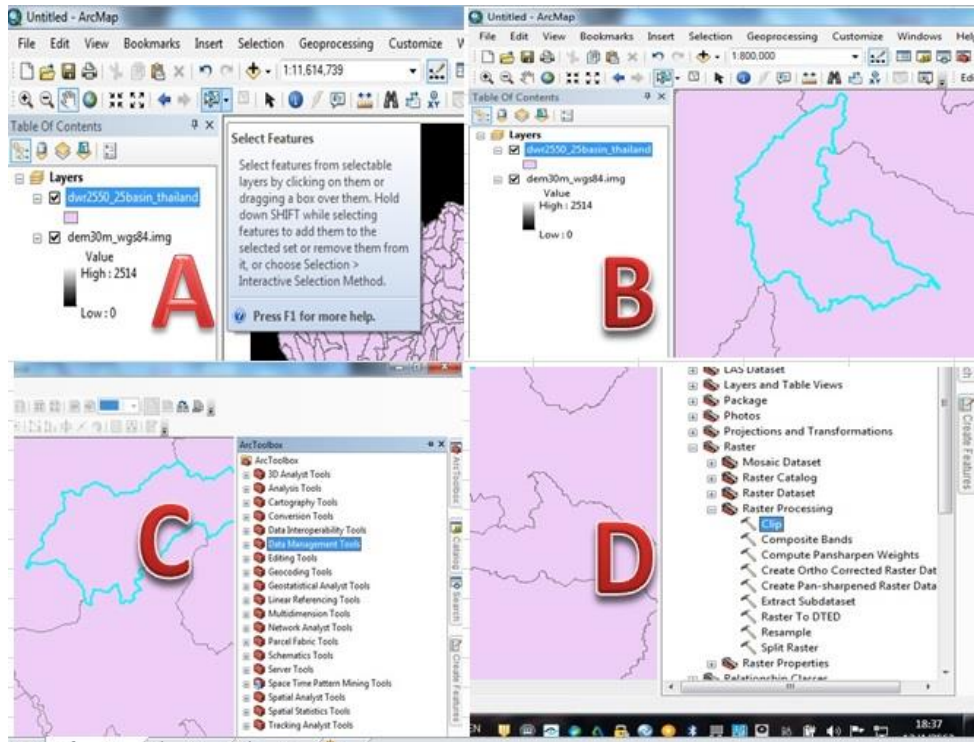 Untitled - ArcMap
File Edit View Bookmarks Insert Selection Geoprocessing Customize
1:11,614,739
Table Of Contents
Layers
dwr2550_25basin_thailand
dem30m_wgs84.img
Value
High : 2514
Low : 0
Select Features
Select features from selectable
layers by clicking on them or
dragging a box over them. Hold
down SHIFT while selecting
features to add them to the
selected set or remove them from
it, or choose Selection >
Interactive Selection Method.
Press F1 for more help.
A
Untitled - ArcMap
File Edit View Bookmarks Insert Selection Geoprocessing Customize Windows Help
1:800,000
Edi
Table Of Contents
Layers
dwr2550_25basin_thailand
dem30m_wgs84.img
Value
High : 2514
Low : 0
B
ArcToolbox
ArcToolbox
3D Analyst Tools
Analysis Tools
Cartography Tools
Conversion Tools
Data Interoperability Tools
Data Management Tools
Editing Tools
Geocoding Tools
Geostatistical Analyst Tools
Linear Referencing Tools
Multidimension Tools
Network Analyst Tools
Parcel Fabric Tools
Schematics Tools
Server Tools
Space Time Pattern Mining Tools
Spatial Analyst Tools
Spatial Statistics Tools
Tracking Analyst Tools
ArcToolbox
Catalog
Search
Create Features
C
LAS Dataset
Layers and Table Views
Package
Photos
Projections and Transformations
Raster
Mosaic Dataset
Raster Catalog
Raster Dataset
Raster Processing
Clip
Composite Bands
Compute Pansharpen Weights
Create Ortho Corrected Raster Dat
Create Pan-sharpened Raster Data
Extract Subdataset
Raster To DTED
Resample
Split Raster
Raster Properties
Relationship Classes
Create Features
D
EN
18:37